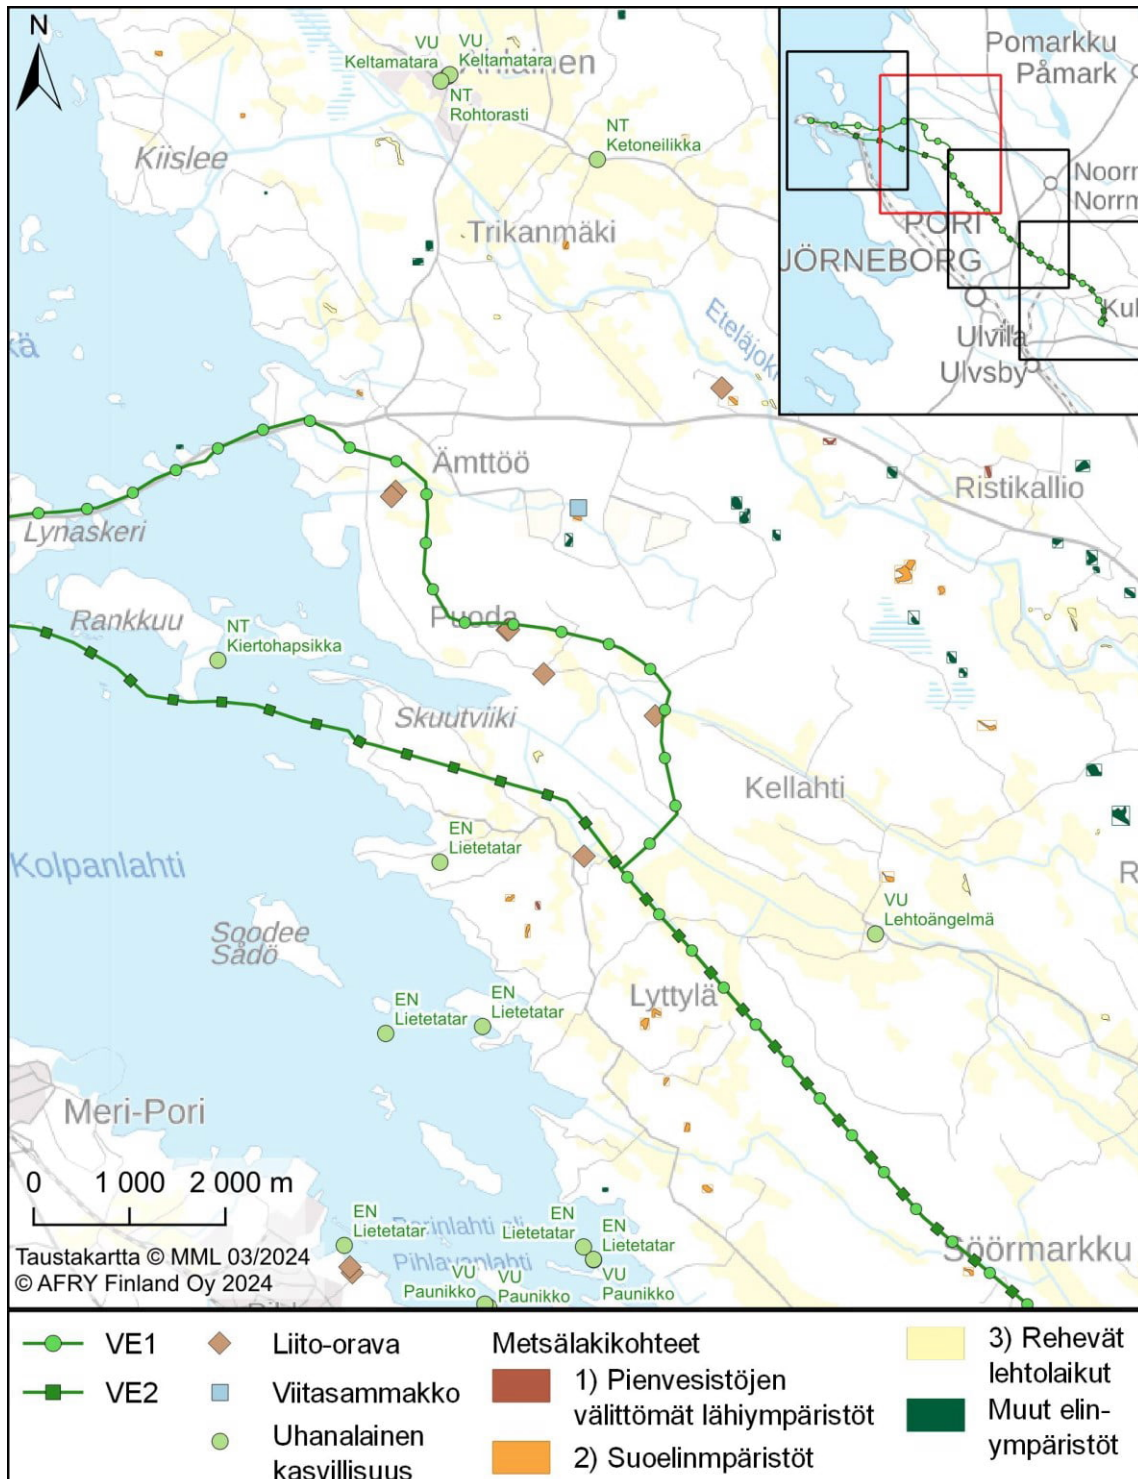 N
VU
Keltamatara
VU
Keltamatara
NT
Rohtorasti
NT
Ketoneilikka
Kiislee
Trikanmäki
Eteläjoki
Pomarkku
Påmark
PORI
Ulvila
Ulvsby
Ämttöö
Ristikallio
Lynaskeri
Rankkuu
NT
Kiertohapsikka
Puoda
Skuutviiki
Kellahti
EN
Lietetatar
Kolpanlahti
VU
Lehtoängelmä
Soodee
Sådö
EN
Lietetatar
EN
Lietetatar
Lyttylä
Meri-Pori
0 1 000 2 000 m
EN
Lietetatar
EN
Lietetatar
EN
Lietetatar
Pihlavanlahti
VU
Paunikko
VU
Paunikko
VU
Paunikko
Söörmarkku
Taustakartta © MML 03/2024
© AFRY Finland Oy 2024
VE1
VE2
Liito-orava
Viitasammakko
Uhanalainen
kasvillisuus
Metsälakikohteet
1) Pienvesistöjen
välittömät lähiympäristöt
2) Suoelinmpäristöt
3) Rehevät
lehtolaikut
Muut elin-
ympäristöt